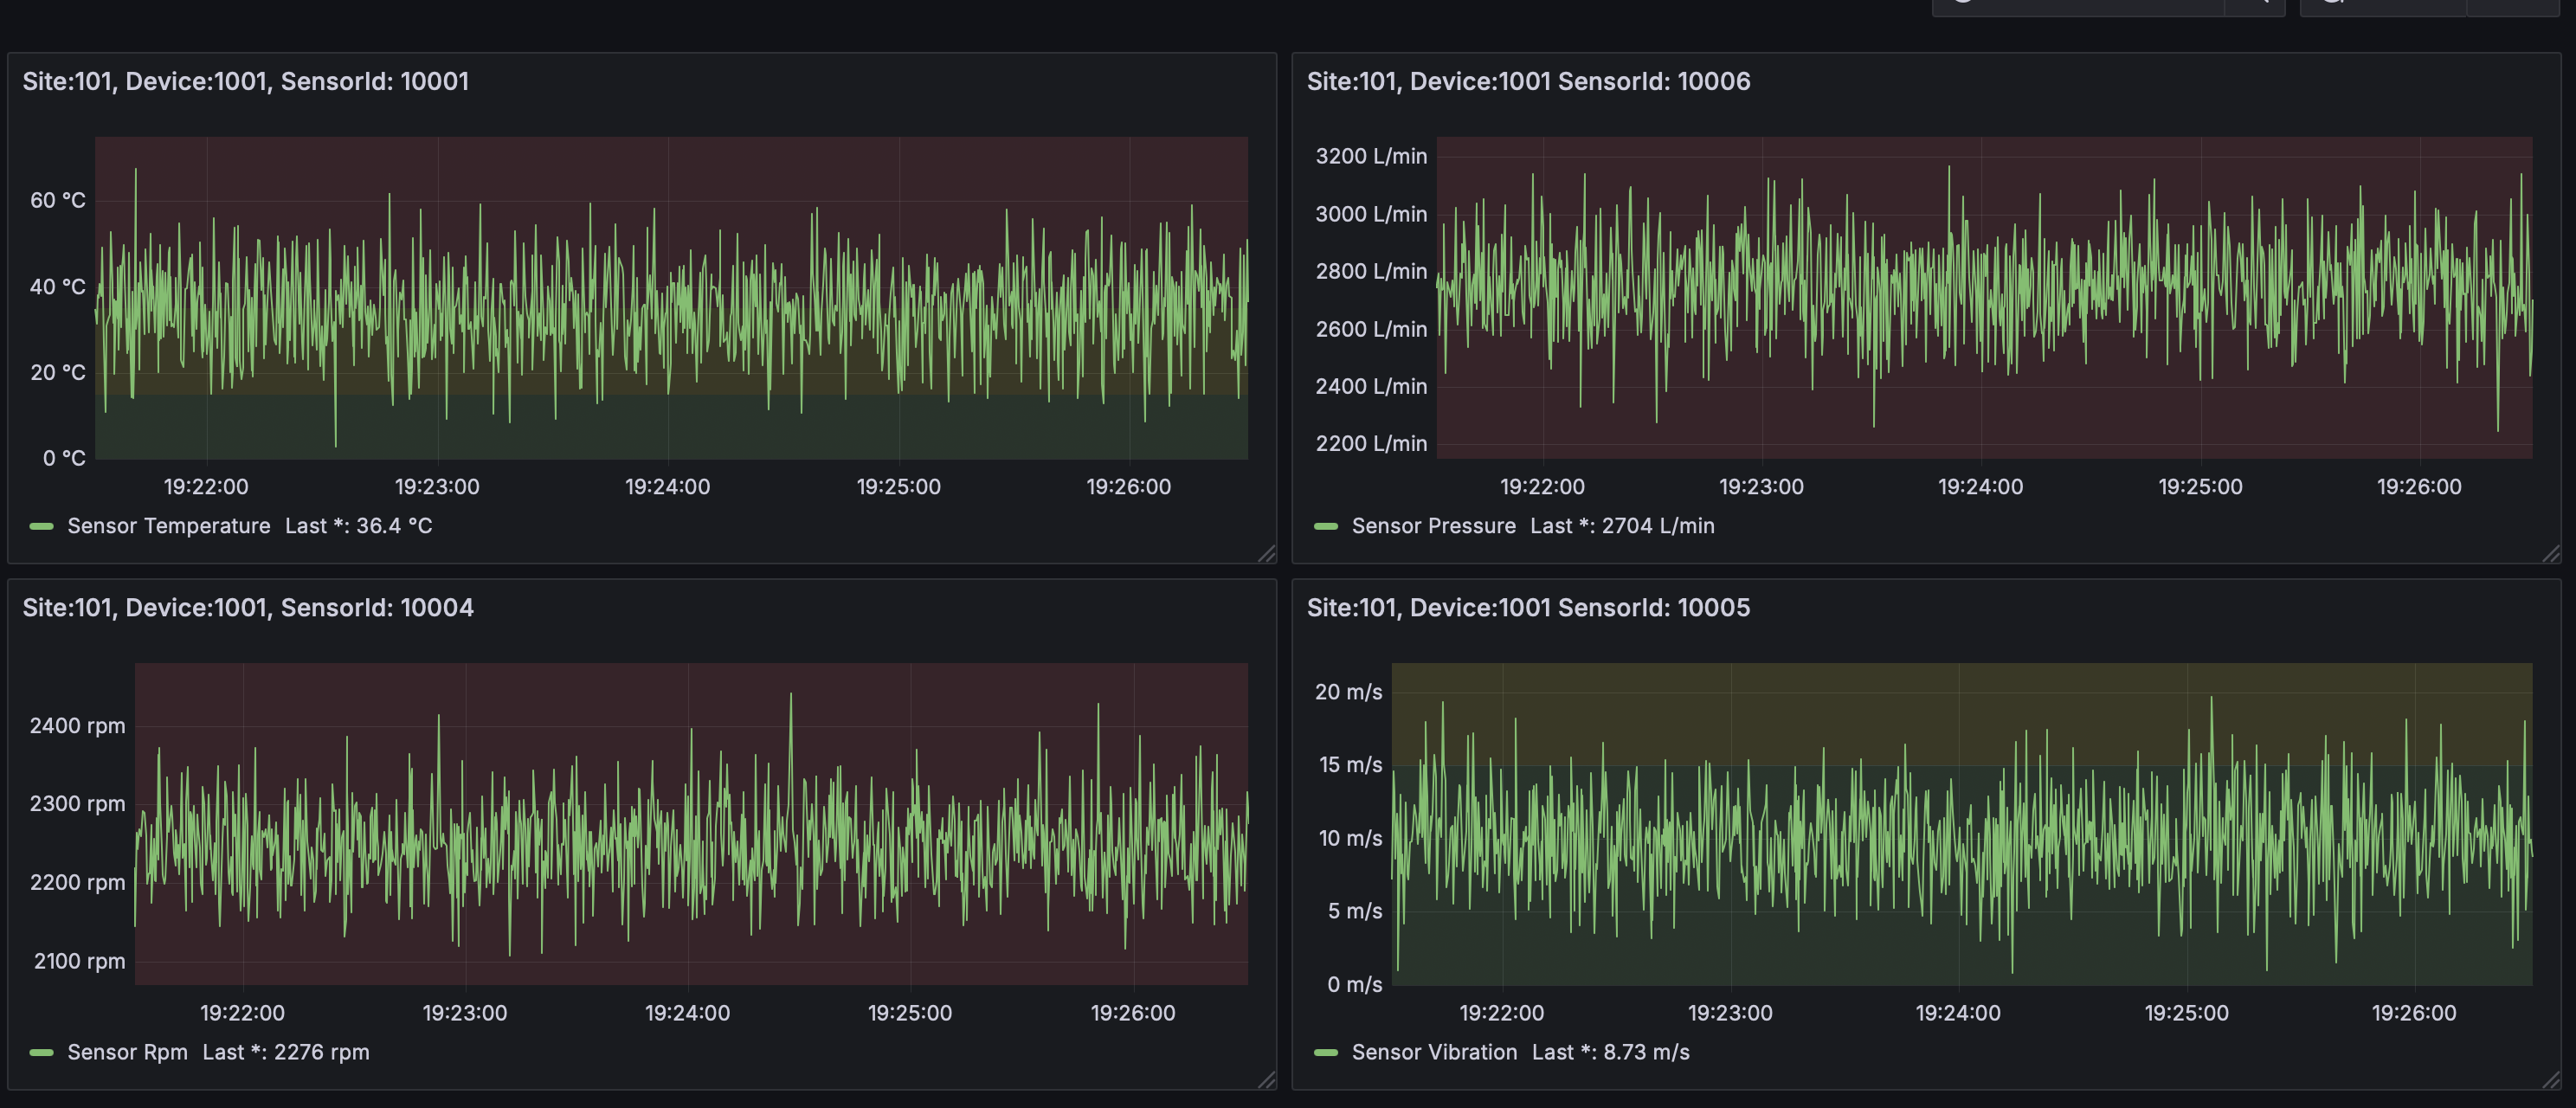 Site:101, Device:1001, SensorId: 10001
60 °C
40 °C
20 °C
0 °C
19:22:00 19:23:00 19:24:00 19:25:00 19:26:00
Sensor Temperature Last *: 36.4 °C
Site:101, Device:1001 SensorId: 10006
3200 L/min
3000 L/min
2800 L/min
2600 L/min
2400 L/min
2200 L/min
19:22:00 19:23:00 19:24:00 19:25:00 19:26:00
Sensor Pressure Last *: 2704 L/min
Site:101, Device:1001, SensorId: 10004
2400 rpm
2300 rpm
2200 rpm
2100 rpm
19:22:00 19:23:00 19:24:00 19:25:00 19:26:00
Sensor Rpm Last *: 2276 rpm
Site:101, Device:1001 SensorId: 10005
20 m/s
15 m/s
10 m/s
5 m/s
0 m/s
19:22:00 19:23:00 19:24:00 19:25:00 19:26:00
Sensor Vibration Last *: 8.73 m/s